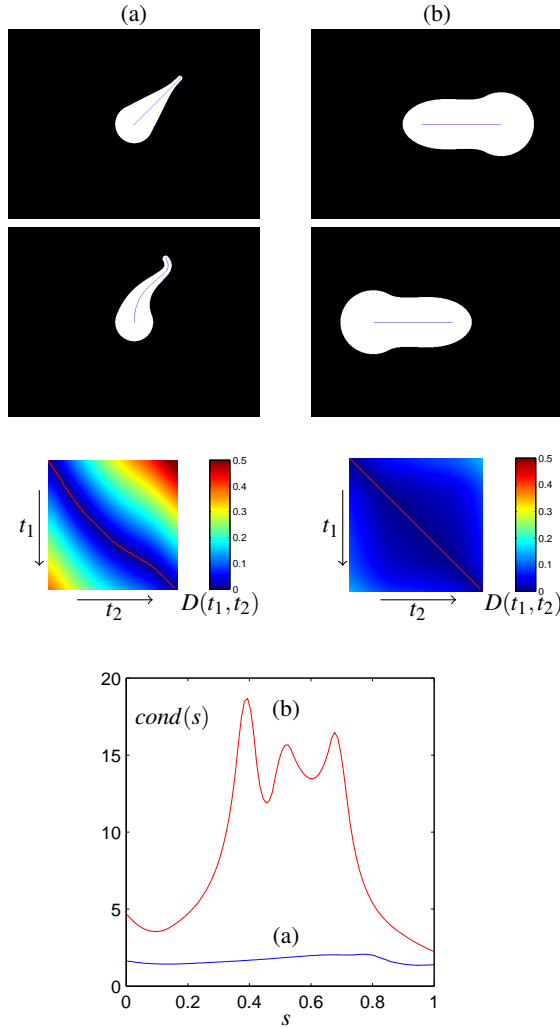 (a) (b)
0.5 0.5
0.4 0.4
t1 0.3 t1 0.3
0.2 0.2
0.1 0.1
0 0
t2 D(t1,t2) t2 D(t1,t2)
20
cond(s) (b)
15
10
5
(a)
0
0 0.2 0.4 0.6 0.8 1
s